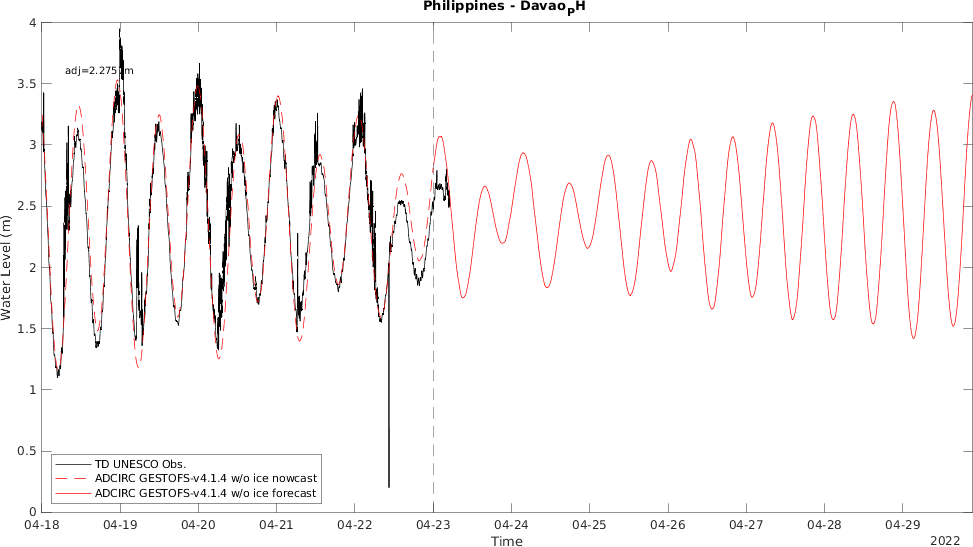 Philippines - Davao_PH
adj=2.275 m
Water Level (m)
4
3.5
3
2.5
2
1.5
1
0.5
0
TD UNESCO Obs.
ADCIRC GESTOFS-v4.1.4 w/o ice nowcast
ADCIRC GESTOFS-v4.1.4 w/o ice forecast
04-18 04-19 04-20 04-21 04-22 04-23 04-24 04-25 04-26 04-27 04-28 04-29
Time
2022